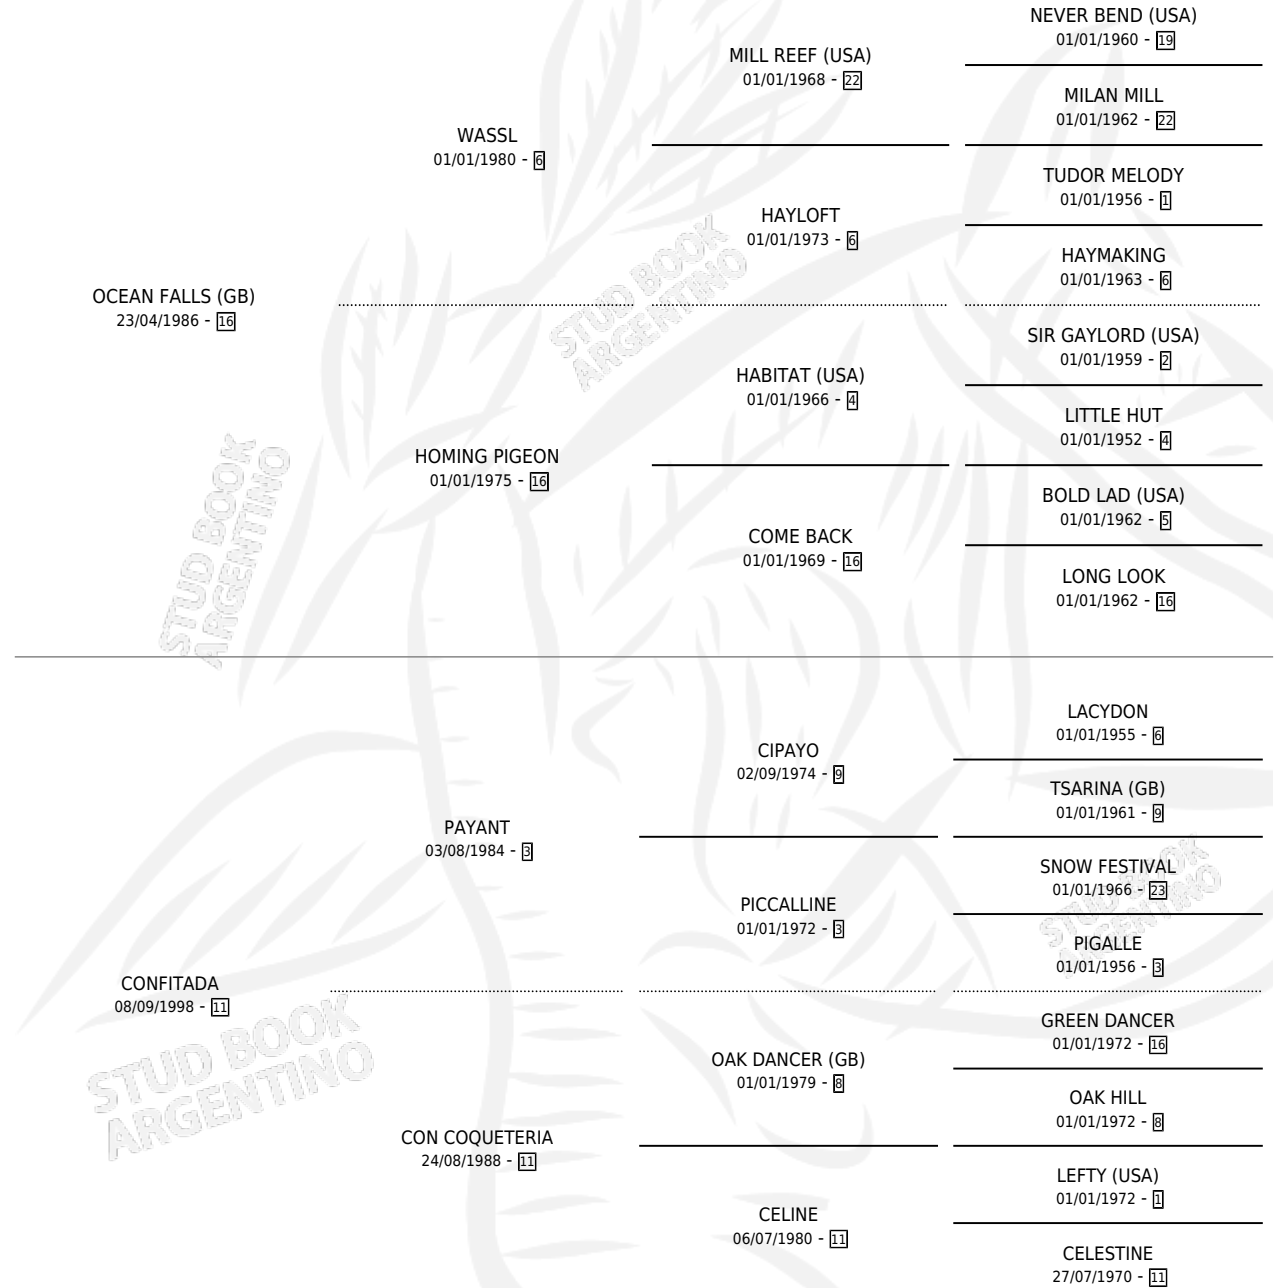 NEVER BEND (USA)
01/01/1960 - 19
MILL REEF (USA)
01/01/1968 - 22
MILAN MILL
01/01/1962 - 22
WASSL
01/01/1980 - 6
TUDOR MELODY
01/01/1956 - 1
HAYLOFT
01/01/1973 - 6
HAYMAKING
01/01/1963 - 6
OCEAN FALLS (GB)
23/04/1986 - 16
SIR GAYLORD (USA)
01/01/1959 - 2
HABITAT (USA)
01/01/1966 - 4
LITTLE HUT
01/01/1952 - 4
HOMING PIGEON
01/01/1975 - 16
BOLD LAD (USA)
01/01/1962 - 5
COME BACK
01/01/1969 - 16
LONG LOOK
01/01/1962 - 16
LACYDON
01/01/1955 - 6
CIPAYO
02/09/1974 - 9
TSARINA (GB)
01/01/1961 - 9
PAYANT
03/08/1984 - 3
SNOW FESTIVAL
01/01/1966 - 23
PICCALLINE
01/01/1972 - 3
PIGALLE
01/01/1956 - 3
CONFITADA
08/09/1998 - 11
GREEN DANCER
01/01/1972 - 16
OAK DANCER (GB)
01/01/1979 - 8
OAK HILL
01/01/1972 - 8
CON COQUETERIA
24/08/1988 - 11
LEFTY (USA)
01/01/1972 - 1
CELINE
06/07/1980 - 11
CELESTINE
27/07/1970 - 11
STUD BOOK
ARGENTINO
STUD BOOK
ARGENTINO
STUD BOOK
ARGENTINO
STUD BOOK
ARGENTINO